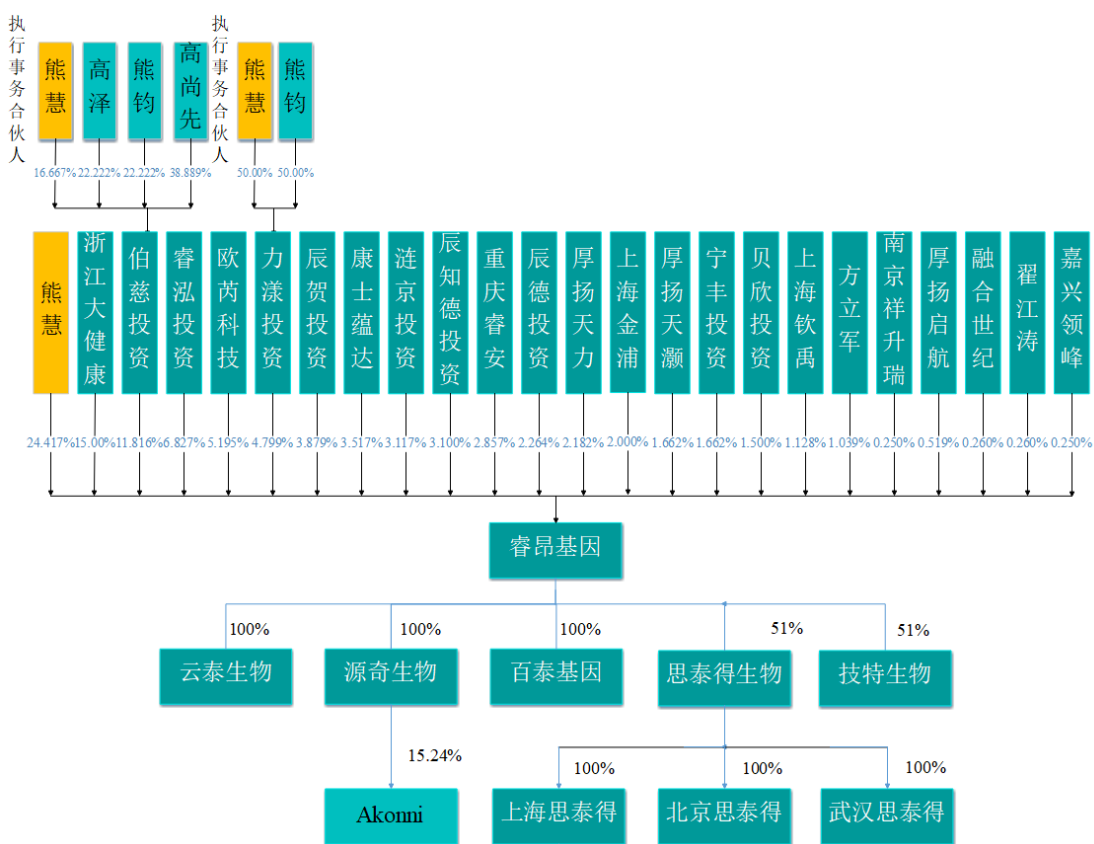 执行事务合伙人
熊慧
高泽
熊钧
高尚先
执行事务合伙人
熊慧
熊钧
16.667%
22.222%
22.222%
38.889%
50.00%
50.00%
熊慧
浙江大健康
伯慈投资
睿泓投资
欧芮科技
力漾投资
辰贺投资
康士蕴达
涟京投资
辰知德投资
重庆睿安
辰德投资
厚扬天力
上海金浦
厚扬天灏
宁丰投资
贝欣投资
上海钦禹
方立军
南京祥升瑞
厚扬启航
融合世纪
翟江涛
嘉兴领峰
24.417%
15.00%
11.816%
6.827%
5.195%
4.799%
3.879%
3.517%
3.117%
3.100%
2.857%
2.264%
2.182%
2.000%
1.662%
1.662%
1.500%
1.128%
1.039%
0.250%
0.519%
0.260%
0.260%
0.250%
睿昂基因
100%
100%
100%
51%
51%
云泰生物
源奇生物
百泰基因
思泰得生物
技特生物
15.24%
100%
100%
100%
Akonni
上海思泰得
北京思泰得
武汉思泰得